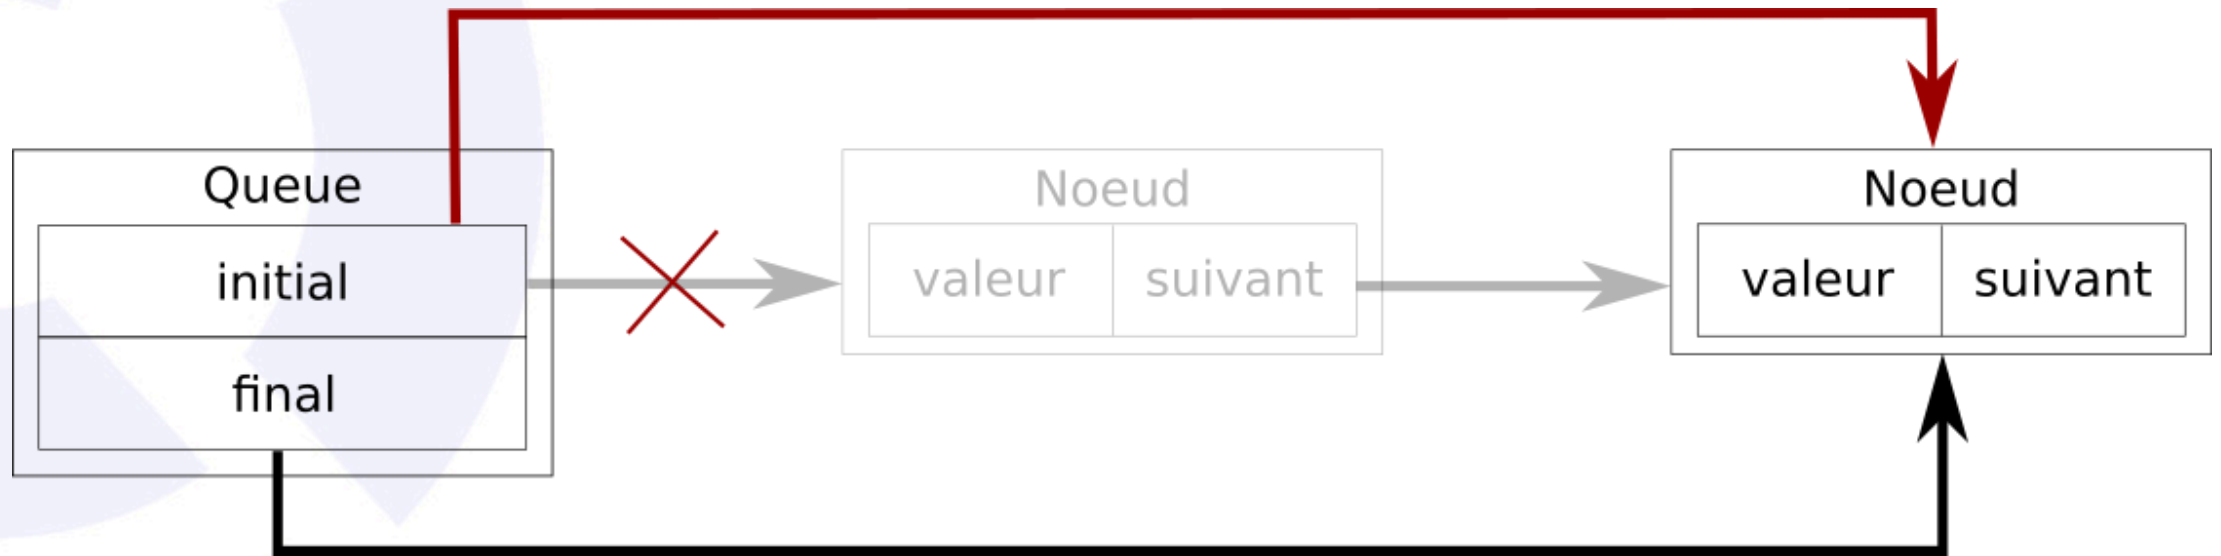 Queue
initial
final
Noeud
valeur suivant
Noeud
valeur suivant